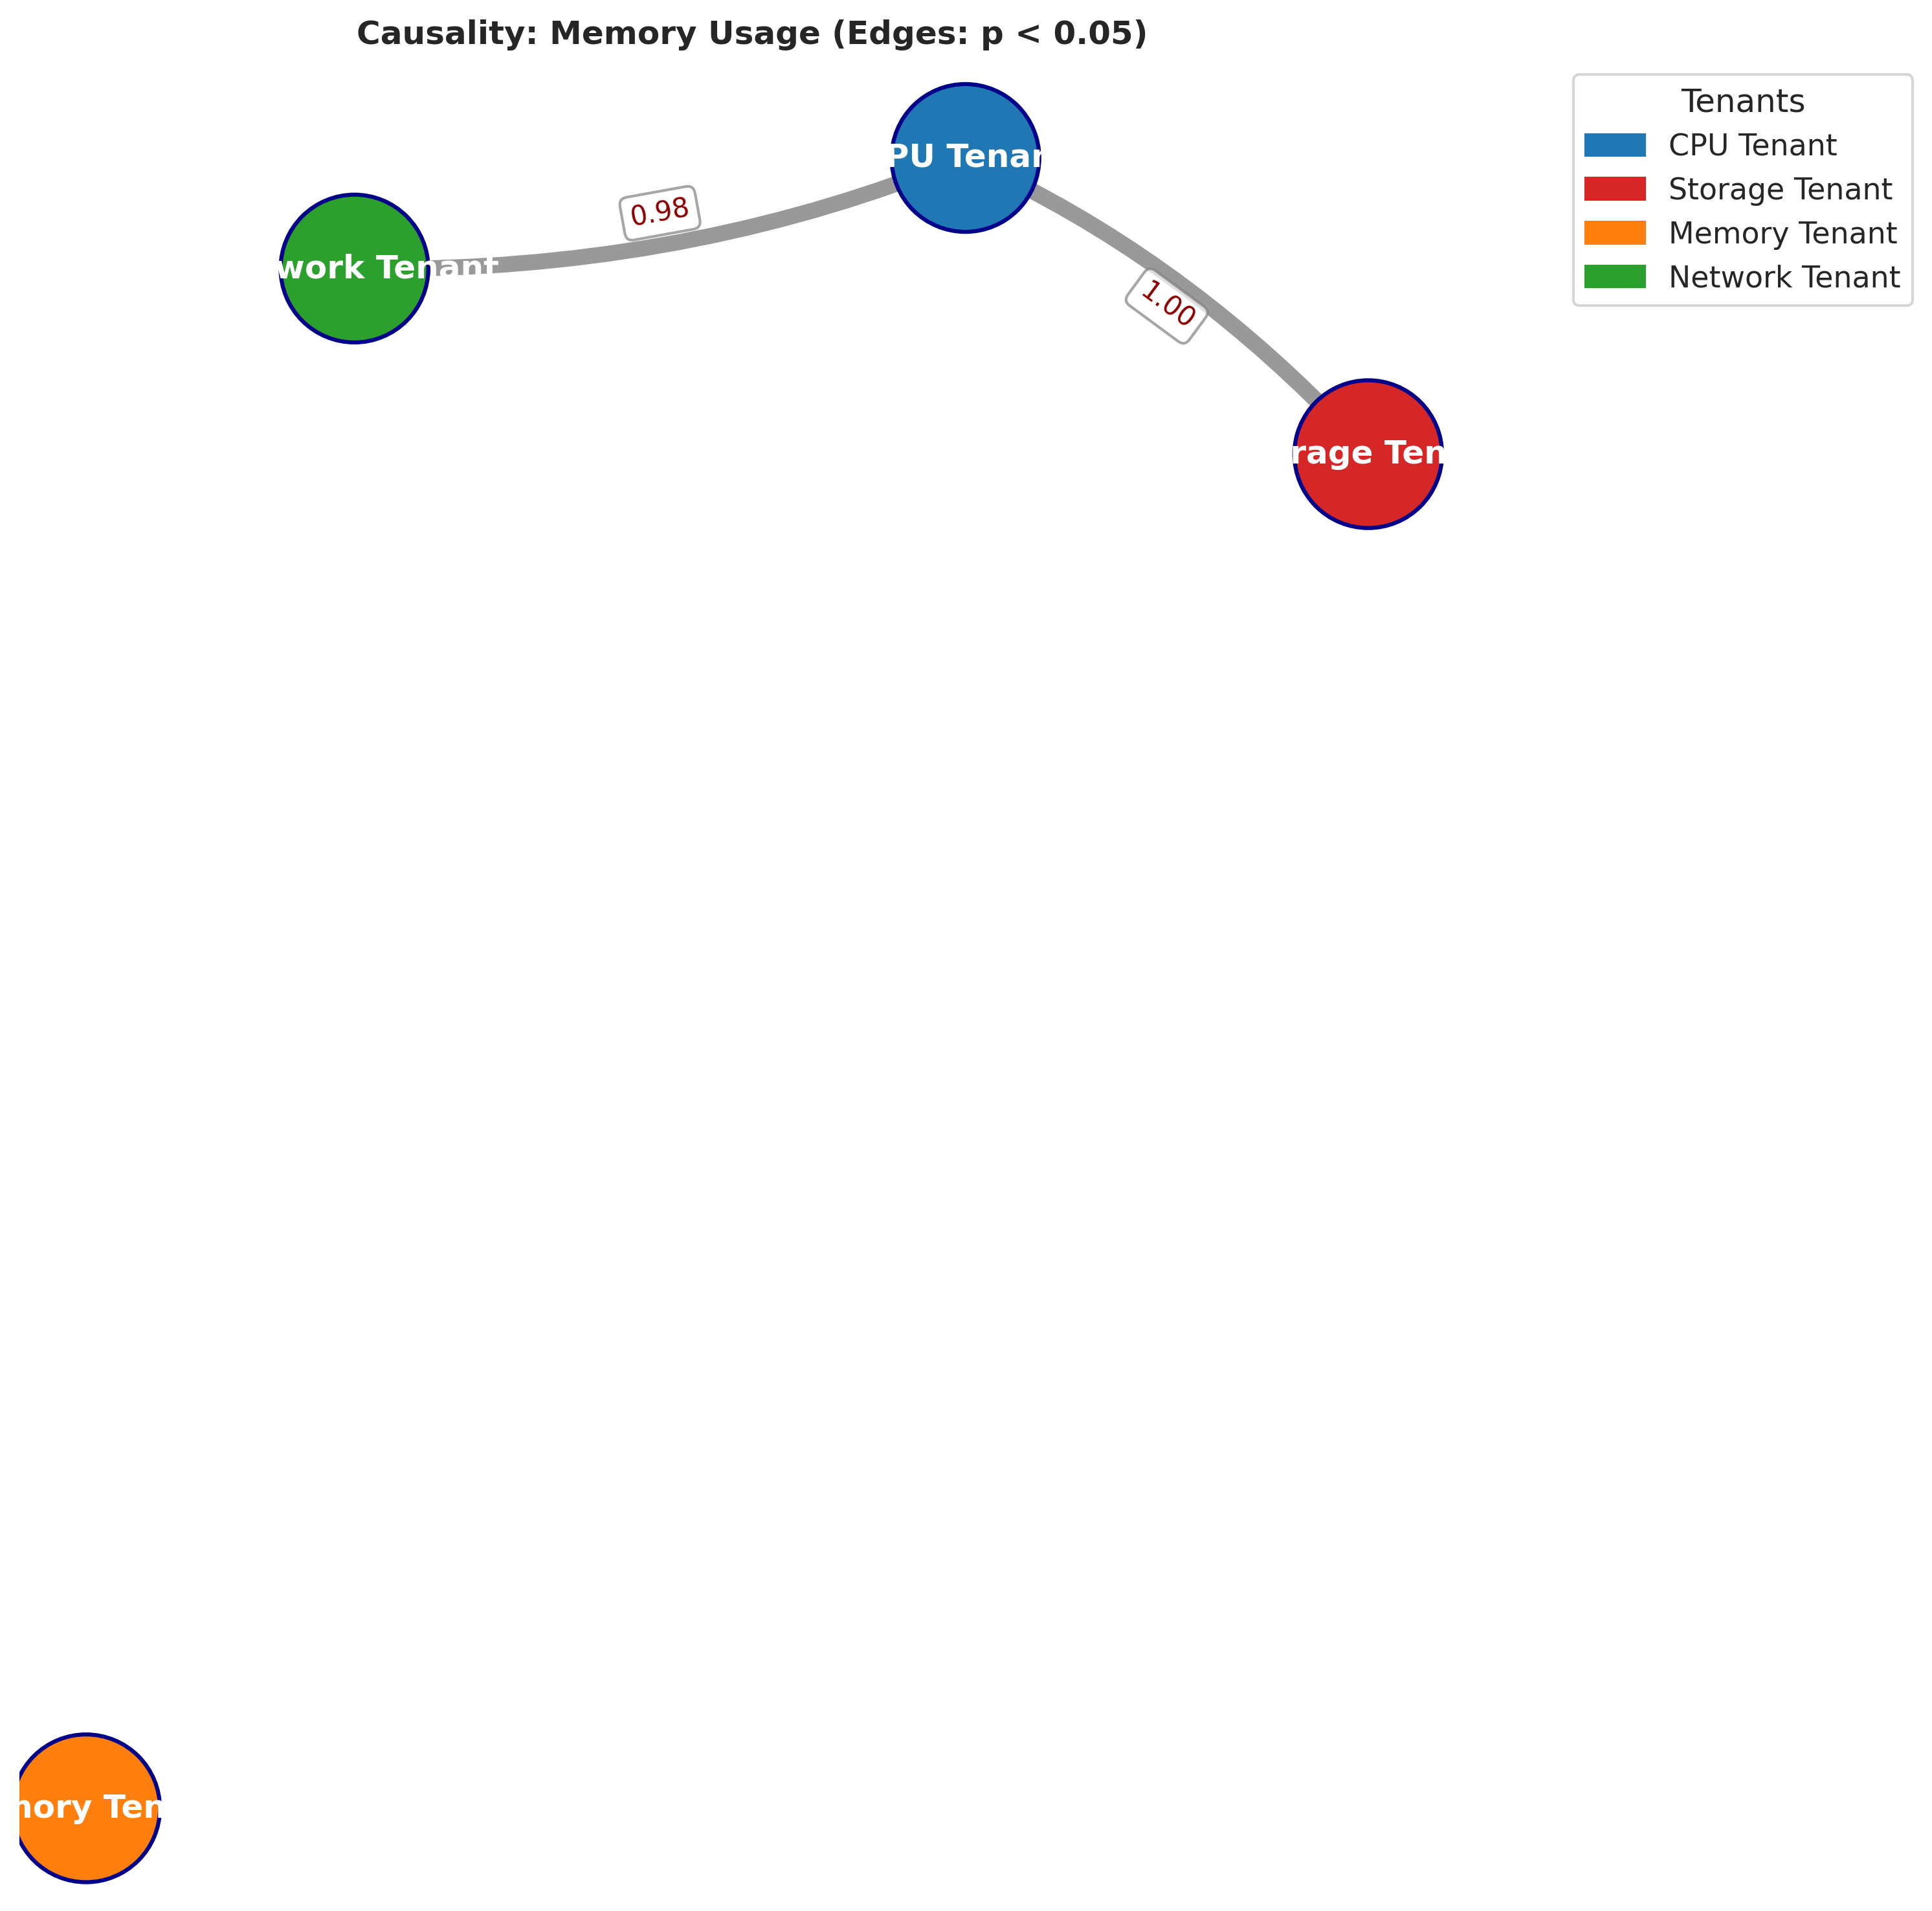 Causality: Memory Usage (Edges: p < 0.05)
Tenants
CPU Tenant
Storage Tenant
Memory Tenant
Network Tenant
PU Tenan
0.98
work Tenant
1.00
rage Ten
nory Ten